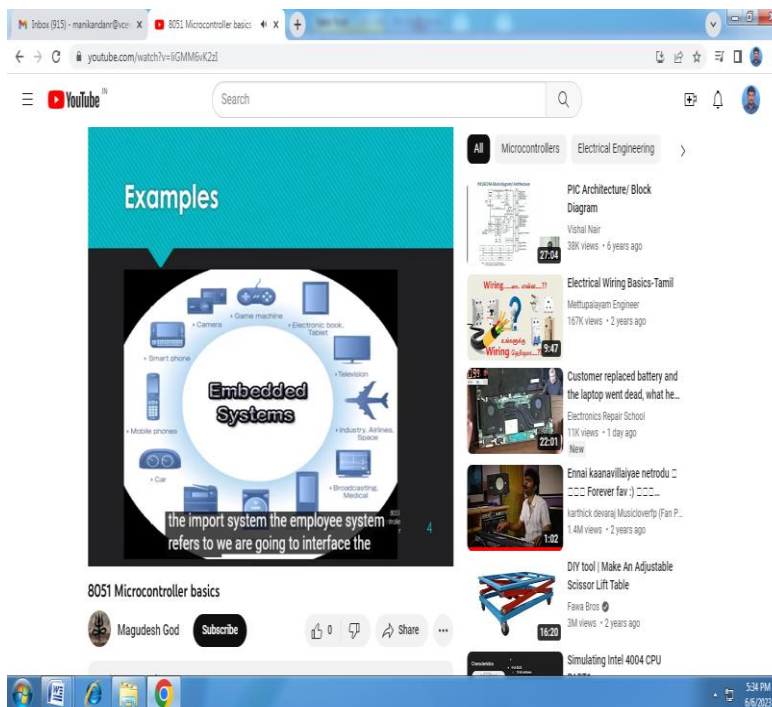 Inbox (915) - manikandanr@vce
8051 Microcontroller basics
youtube.com/watch?v=
YouTube IN
Search
Examples
Game machine
Camera
Electronic book, Tablet
Smart phone
Television
Embedded
Systems
Mobile phones
Industry, Airlines, Space
Car
Broadcasting, Medical
the import system the employee system
refers to we are going to interface the
4
8051 Microcontroller basics
Magudesh God
Subscribe
0
Share
All
Microcontrollers
Electrical Engineering
PIC Architecture/ Block
Diagram
Vishal Nair
38K views • 6 years ago
27:04
Electrical Wiring Basics-Tamil
Mettupalayam Engineer
167K views • 2 years ago
Wiring
Wiring
9:47
Customer replaced battery and
the laptop went dead, what he...
Electronics Repair School
11K views • 1 day ago
New
22:01
Ennai kaanavillaiyae netrodu
Forever fav :)
karthick devaraj Musicloverfp (Fan P...
1.4M views • 2 years ago
1:02
DIY tool | Make An Adjustable
Scissor Lift Table
Fawa Bros
3M views • 2 years ago
16:20
Simulating Intel 4004 CPU
5:34 PM
6/6/2023